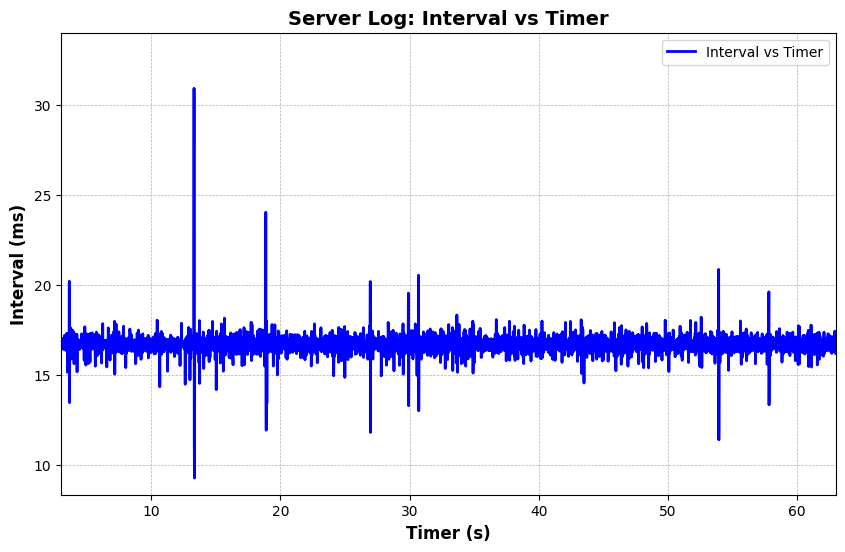 Server Log: Interval vs Timer
Interval vs Timer
Interval (ms)
30
25
20
15
10
10 20 30 40 50 60
Timer (s)